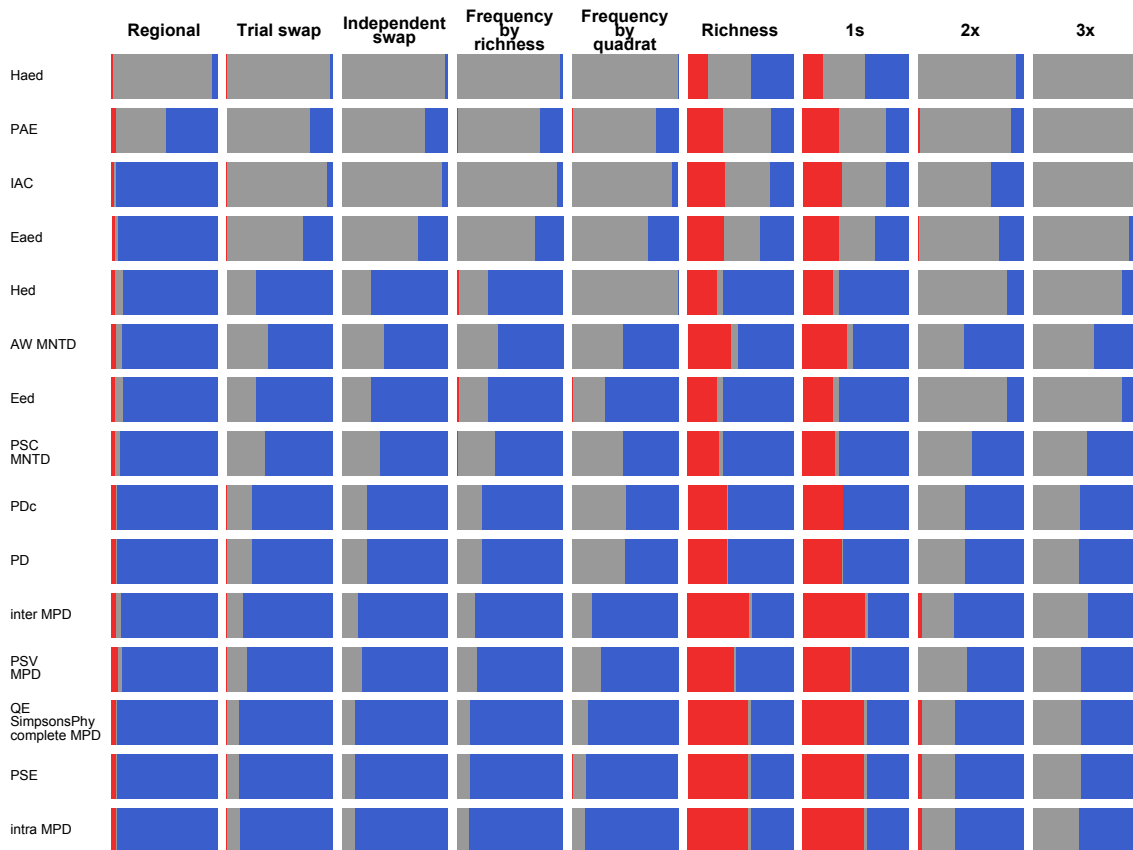 Regional
Trial swap
Independent
swap
Frequency
by
richness
Frequency
by
quadrat
Richness
1s
2x
3x
Haed
PAE
IAC
Eaed
Hed
AW MNTD
Eed
PSC
MNTD
PDc
PD
inter MPD
PSV
MPD
QE
SimpsonsPhy
complete MPD
PSE
intra MPD